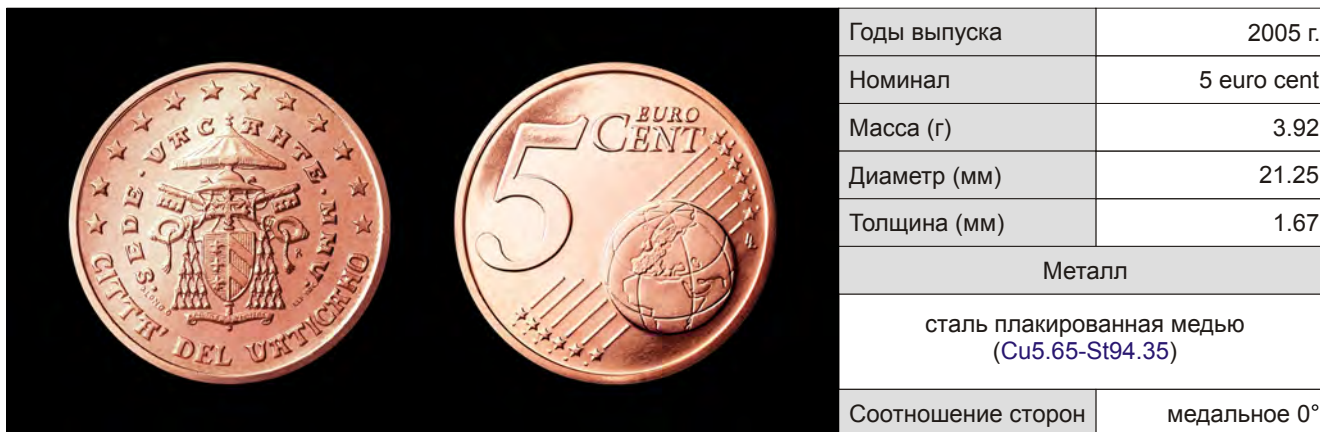 SEDE · VACANTE · MMV
CITTA' DEL VATICANO
5 EURO
CENT
Годы выпуска 2005 г.
Номинал 5 euro cent
Масса (г) 3.92
Диаметр (мм) 21.25
Толщина (мм) 1.67
Металл
сталь плакированная медью
(Cu5.65-St94.35)
Соотношение сторон медальное 0°